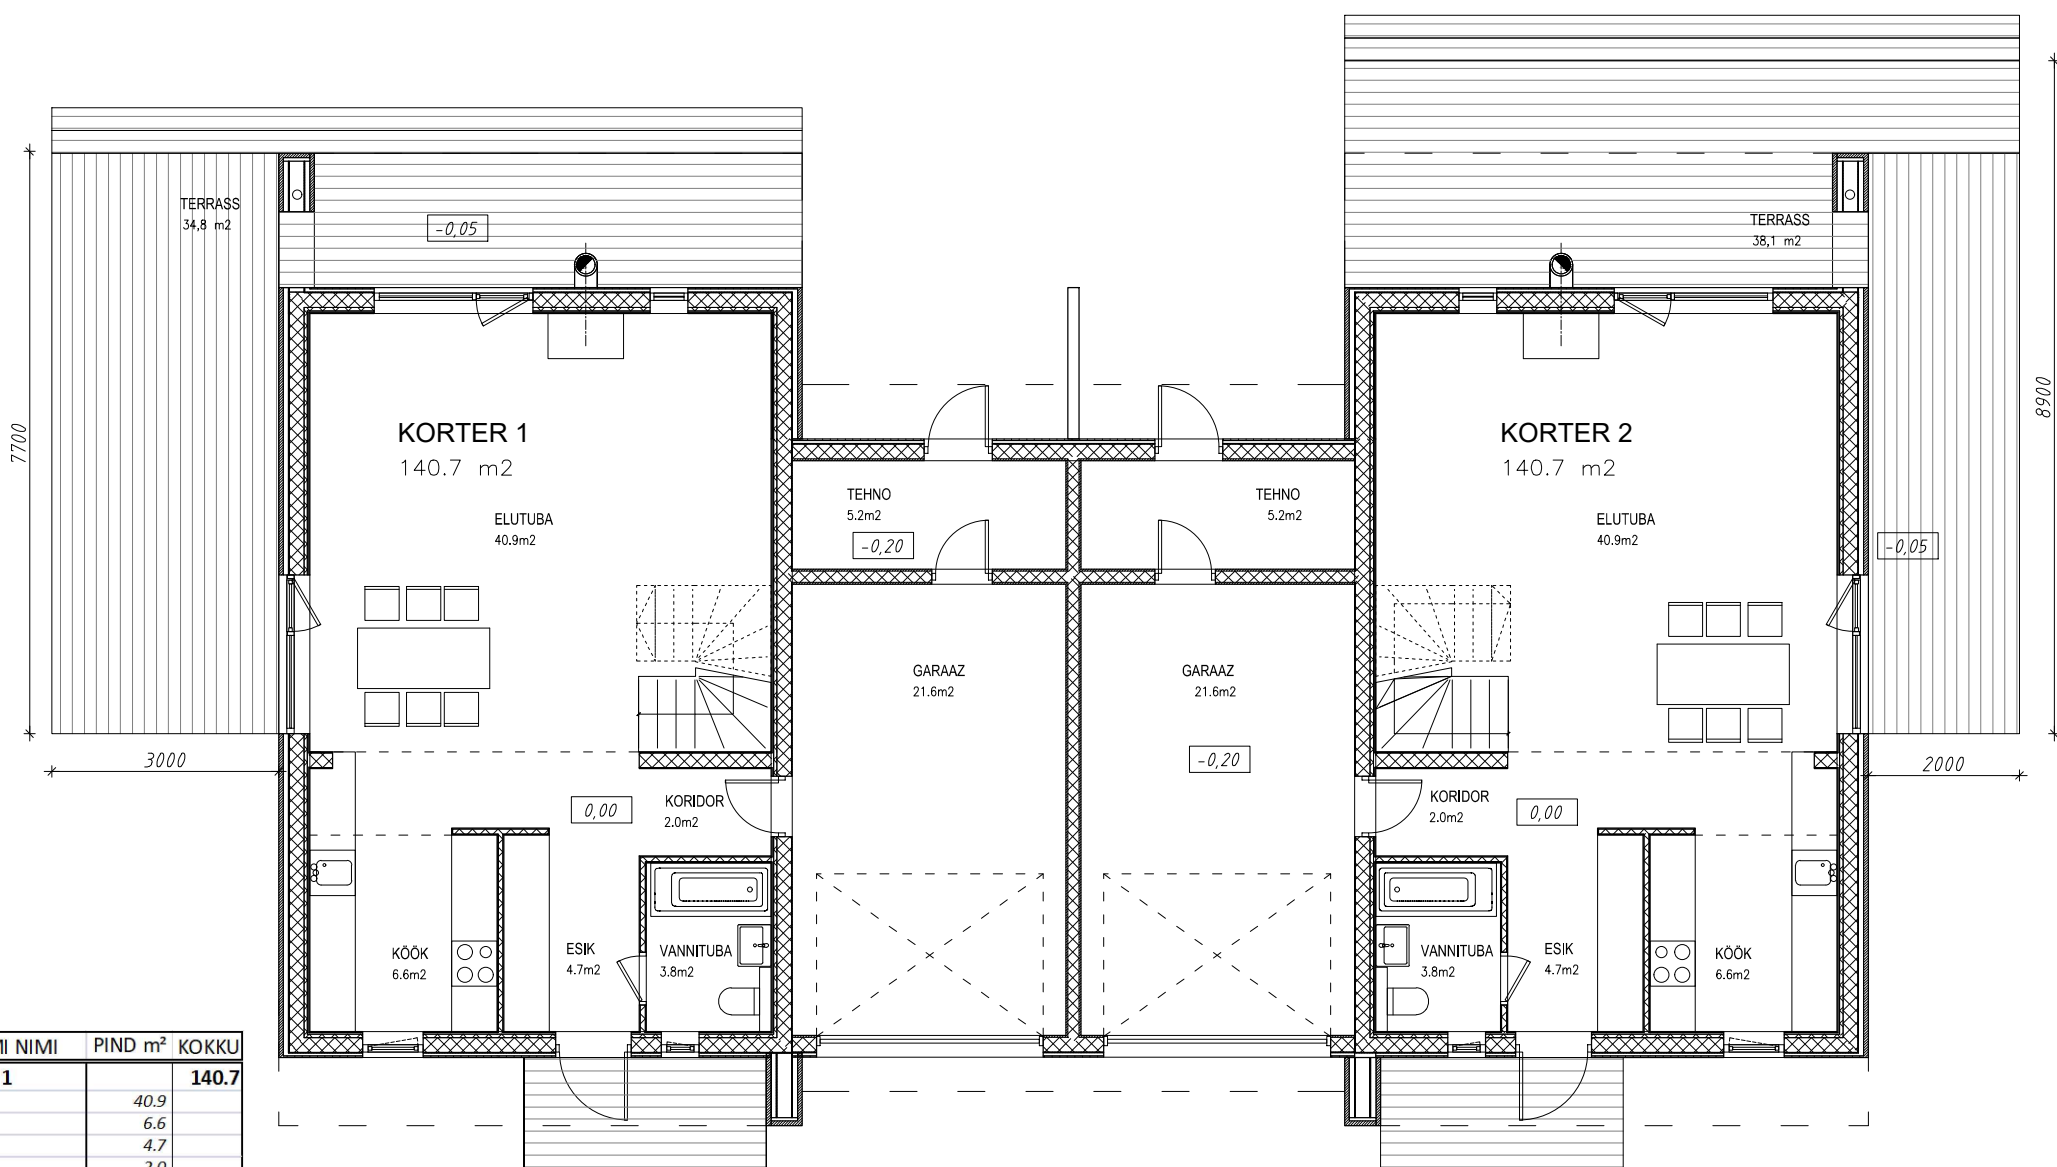 TERRASS
34,8 m2
-0,05
TERRASS
38,1 m2
7700
8900
KORTER 1
140.7 m2
KORTER 2
140.7 m2
ELUTUBA
40.9m2
TEHNO
5.2m2
-0,20
TEHNO
5.2m2
ELUTUBA
40.9m2
-0,05
GARAAZ
21.6m2
GARAAZ
21.6m2
-0,20
3000
2000
0,00
KORIDOR
2.0m2
KORIDOR
2.0m2
0,00
KÖÖK
6.6m2
ESIK
4.7m2
VANNITUBA
3.8m2
VANNITUBA
3.8m2
ESIK
4.7m2
KÖÖK
6.6m2
NIMI PIND m² KOKKU
1 140.7
40.9
6.6
4.7